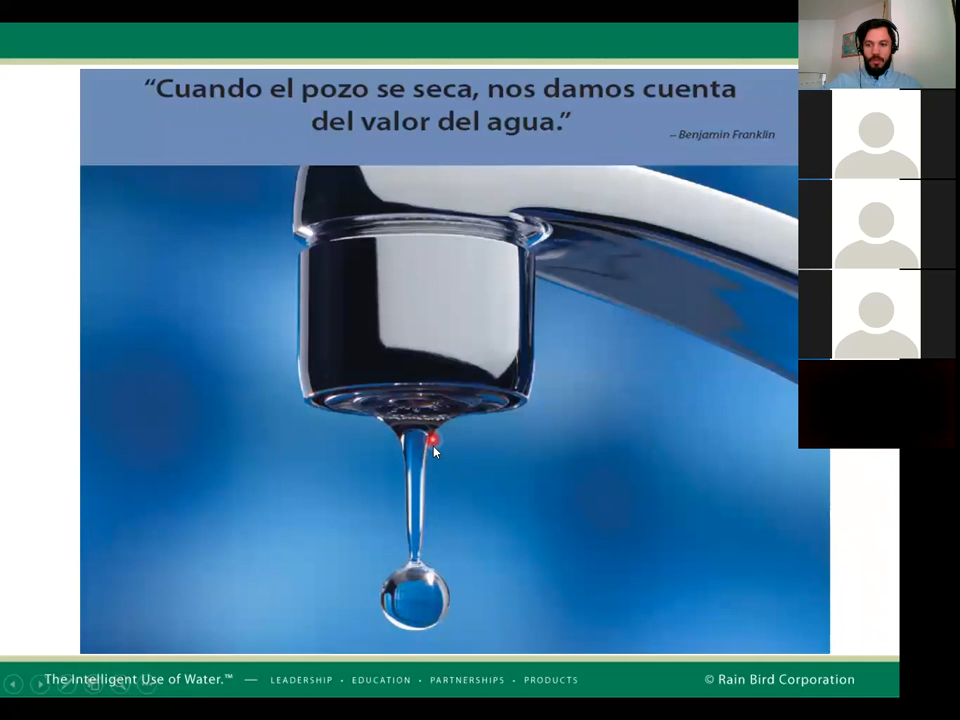 “Cuando el pozo se seca, nos damos cuenta
del valor del agua.”
– Benjamin Franklin
The Intelligent Use of Water.™ — LEADERSHIP • EDUCATION • PARTNERSHIPS • PRODUCTS © Rain Bird Corporation